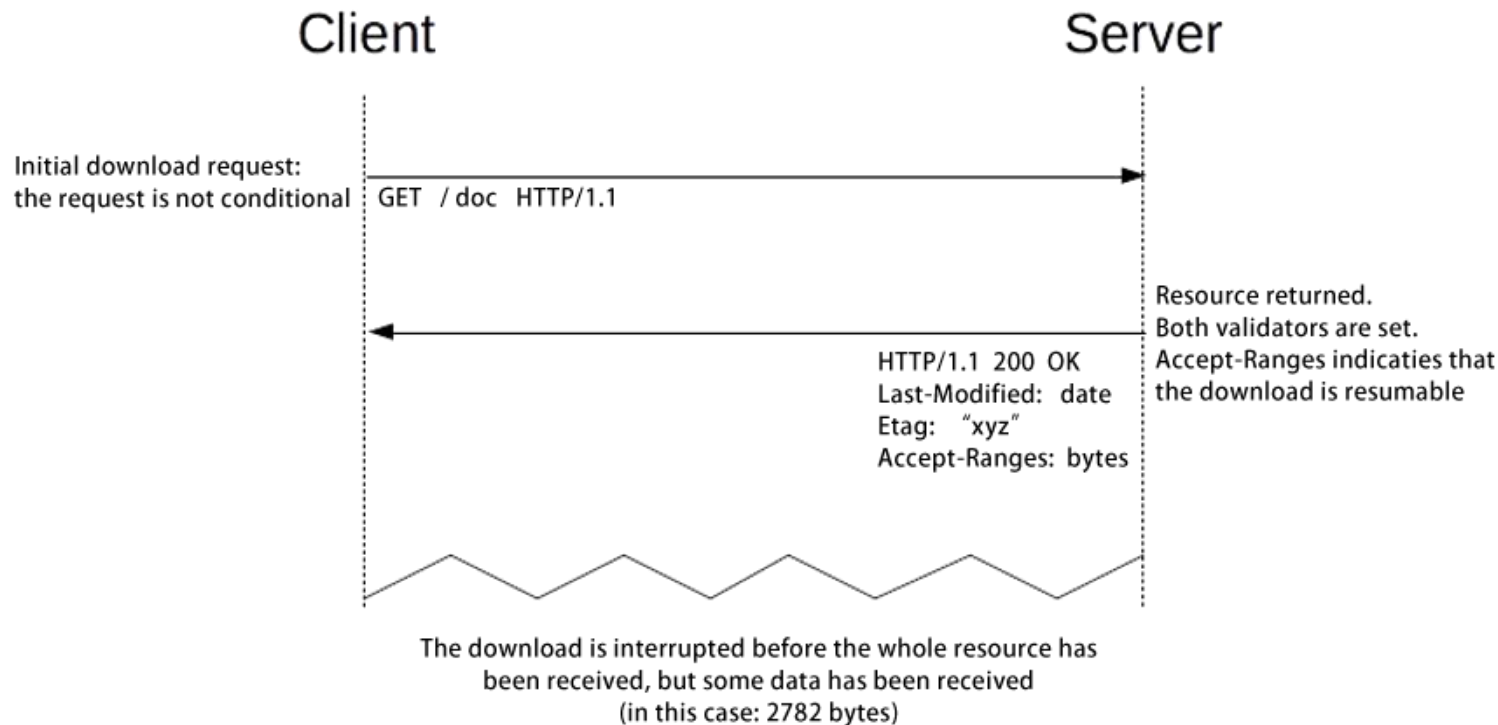 Client
Server
Initial download request:
the request is not conditional
GET / doc HTTP/1.1
Resource returned.
Both validators are set.
Accept-Ranges indicaties that
the download is resumable
HTTP/1.1 200 OK
Last-Modified: date
Etag: “xyz”
Accept-Ranges: bytes
The download is interrupted before the whole resource has
been received, but some data has been received
(in this case: 2782 bytes)